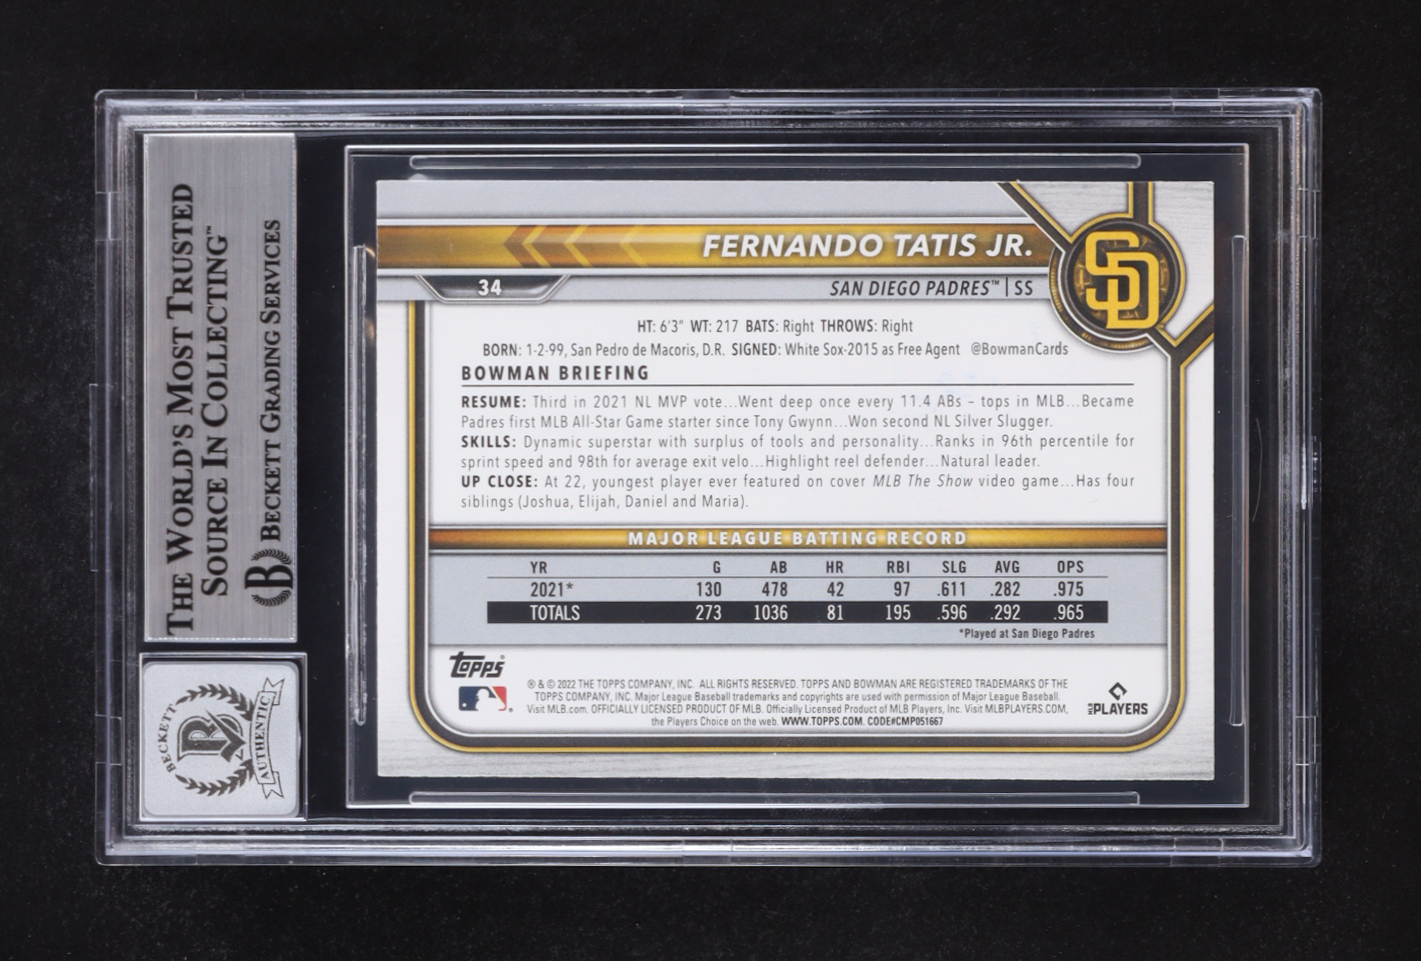 THE WORLD'S MOST TRUSTED
SOURCE IN COLLECTING™
BECKETT GRADING SERVICES
B
BECKETT
AUTHENTIC
FERNANDO TATIS JR.
34
SAN DIEGO PADRES™ | SS
SD
HT: 6'3" WT: 217 BATS: Right THROWS: Right
BORN: 1-2-99, San Pedro de Macoris, D.R. SIGNED: White Sox-2015 as Free Agent @BowmanCards
BOWMAN BRIEFING
RESUME: Third in 2021 NL MVP vote...Went deep once every 11.4 ABs – tops in MLB...Became
Padres first MLB All-Star Game starter since Tony Gwynn...Won second NL Silver Slugger.
SKILLS: Dynamic superstar with surplus of tools and personality...Ranks in 96th percentile for
sprint speed and 98th for average exit velo...Highlight reel defender...Natural leader.
UP CLOSE: At 22, youngest player ever featured on cover MLB The Show video game...Has four
siblings (Joshua, Elijah, Daniel and Maria).
MAJOR LEAGUE BATTING RECORD
YR G AB HR RBI SLG AVG OPS
2021* 130 478 42 97 .611 .282 .975
TOTALS 273 1036 81 195 .596 .292 .965
*Played at San Diego Padres
topps
® & © 2022 THE TOPPS COMPANY, INC. ALL RIGHTS RESERVED. TOPPS AND BOWMAN ARE REGISTERED TRADEMARKS OF THE
TOPPS COMPANY, INC. Major League Baseball trademarks and copyrights are used with permission of Major League Baseball.
Visit MLB.com. OFFICIALLY LICENSED PRODUCT OF MLB. Officially Licensed Product of MLB Players, Inc. Visit MLBPLAYERS.COM,
the Players Choice on the web. WWW.TOPPS.COM. CODE#CMP051667
MLB PLAYERS